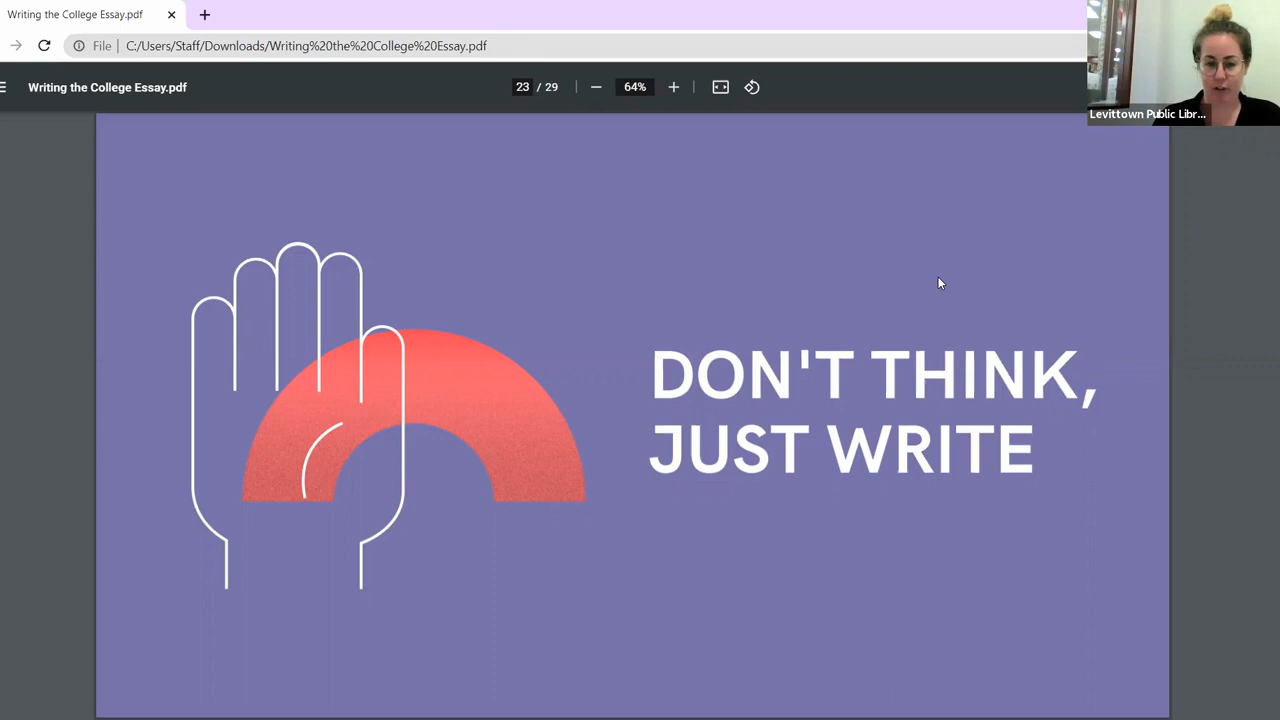 Writing the College Essay.pdf
File
C:/Users/Staff/Downloads/Writing%20the%20College%20Essay.pdf
Writing the College Essay.pdf
23 / 29
64%
Levittown Public Libr...
DON'T THINK,
JUST WRITE